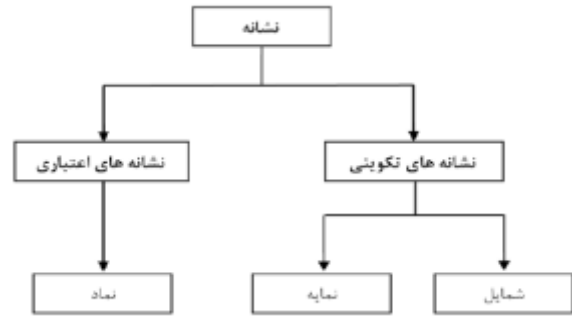 نشانه
نشانه های تکوینی
نشانه های اعتباری
شمایل
نمایه
نماد